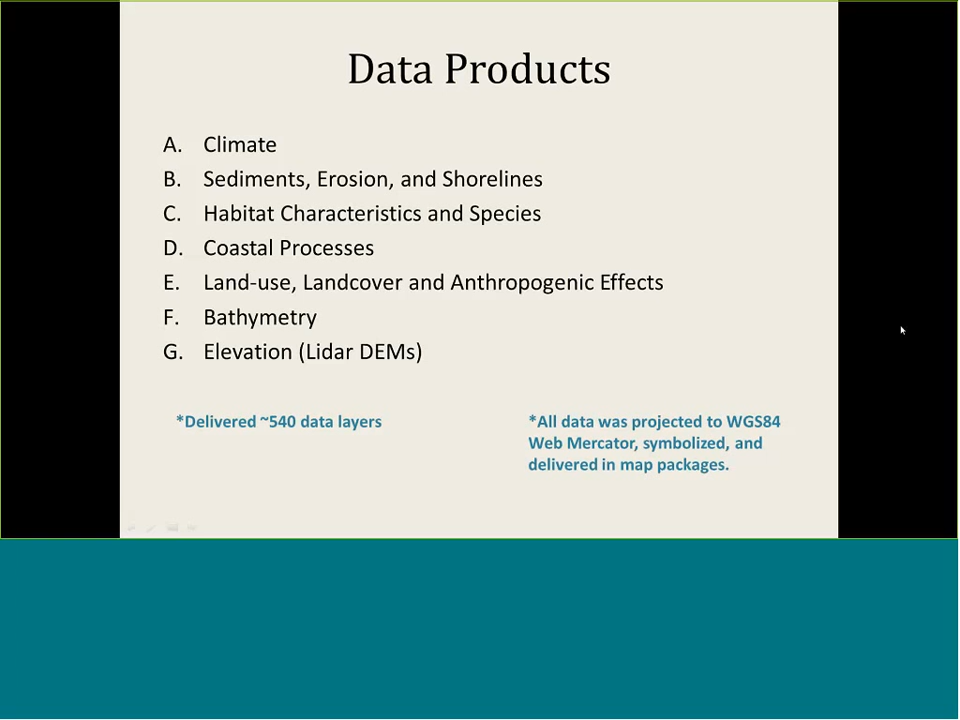 Data Products
A. Climate
B. Sediments, Erosion, and Shorelines
C. Habitat Characteristics and Species
D. Coastal Processes
E. Land-use, Landcover and Anthropogenic Effects
F. Bathymetry
G. Elevation (Lidar DEMs)
*Delivered ~540 data layers
*All data was projected to WGS84
Web Mercator, symbolized, and
delivered in map packages.